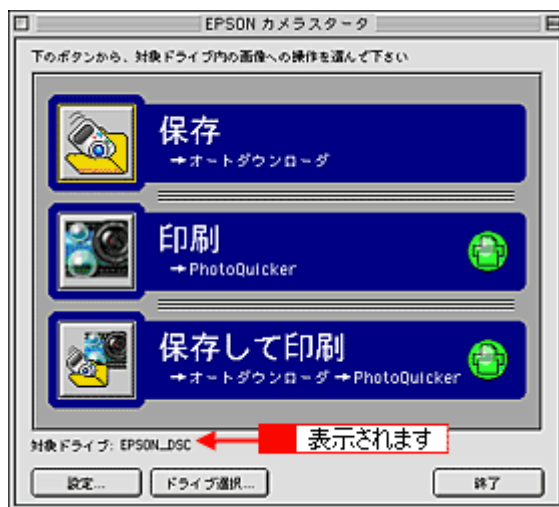 EPSON カメラスタータ
下のボタンから、対象ドライブ内の画像への操作を選んで下さい
保存
→オートダウンローダ
印刷
→PhotoQuicker
保存して印刷
→オートダウンローダ→PhotoQuicker
対象ドライブ: EPSON_DSC
表示されます
設定...
ドライブ選択...
終了